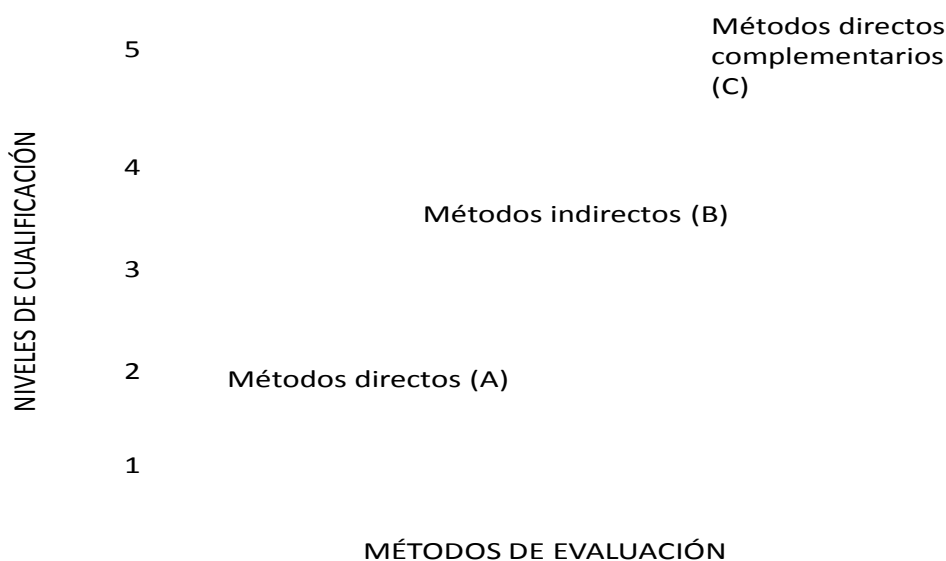 Métodos directos
complementarios
(C)
5
4
Métodos indirectos (B)
3
2
Métodos directos (A)
1
NIVELES DE CUALIFICACIÓN
MÉTODOS DE EVALUACIÓN